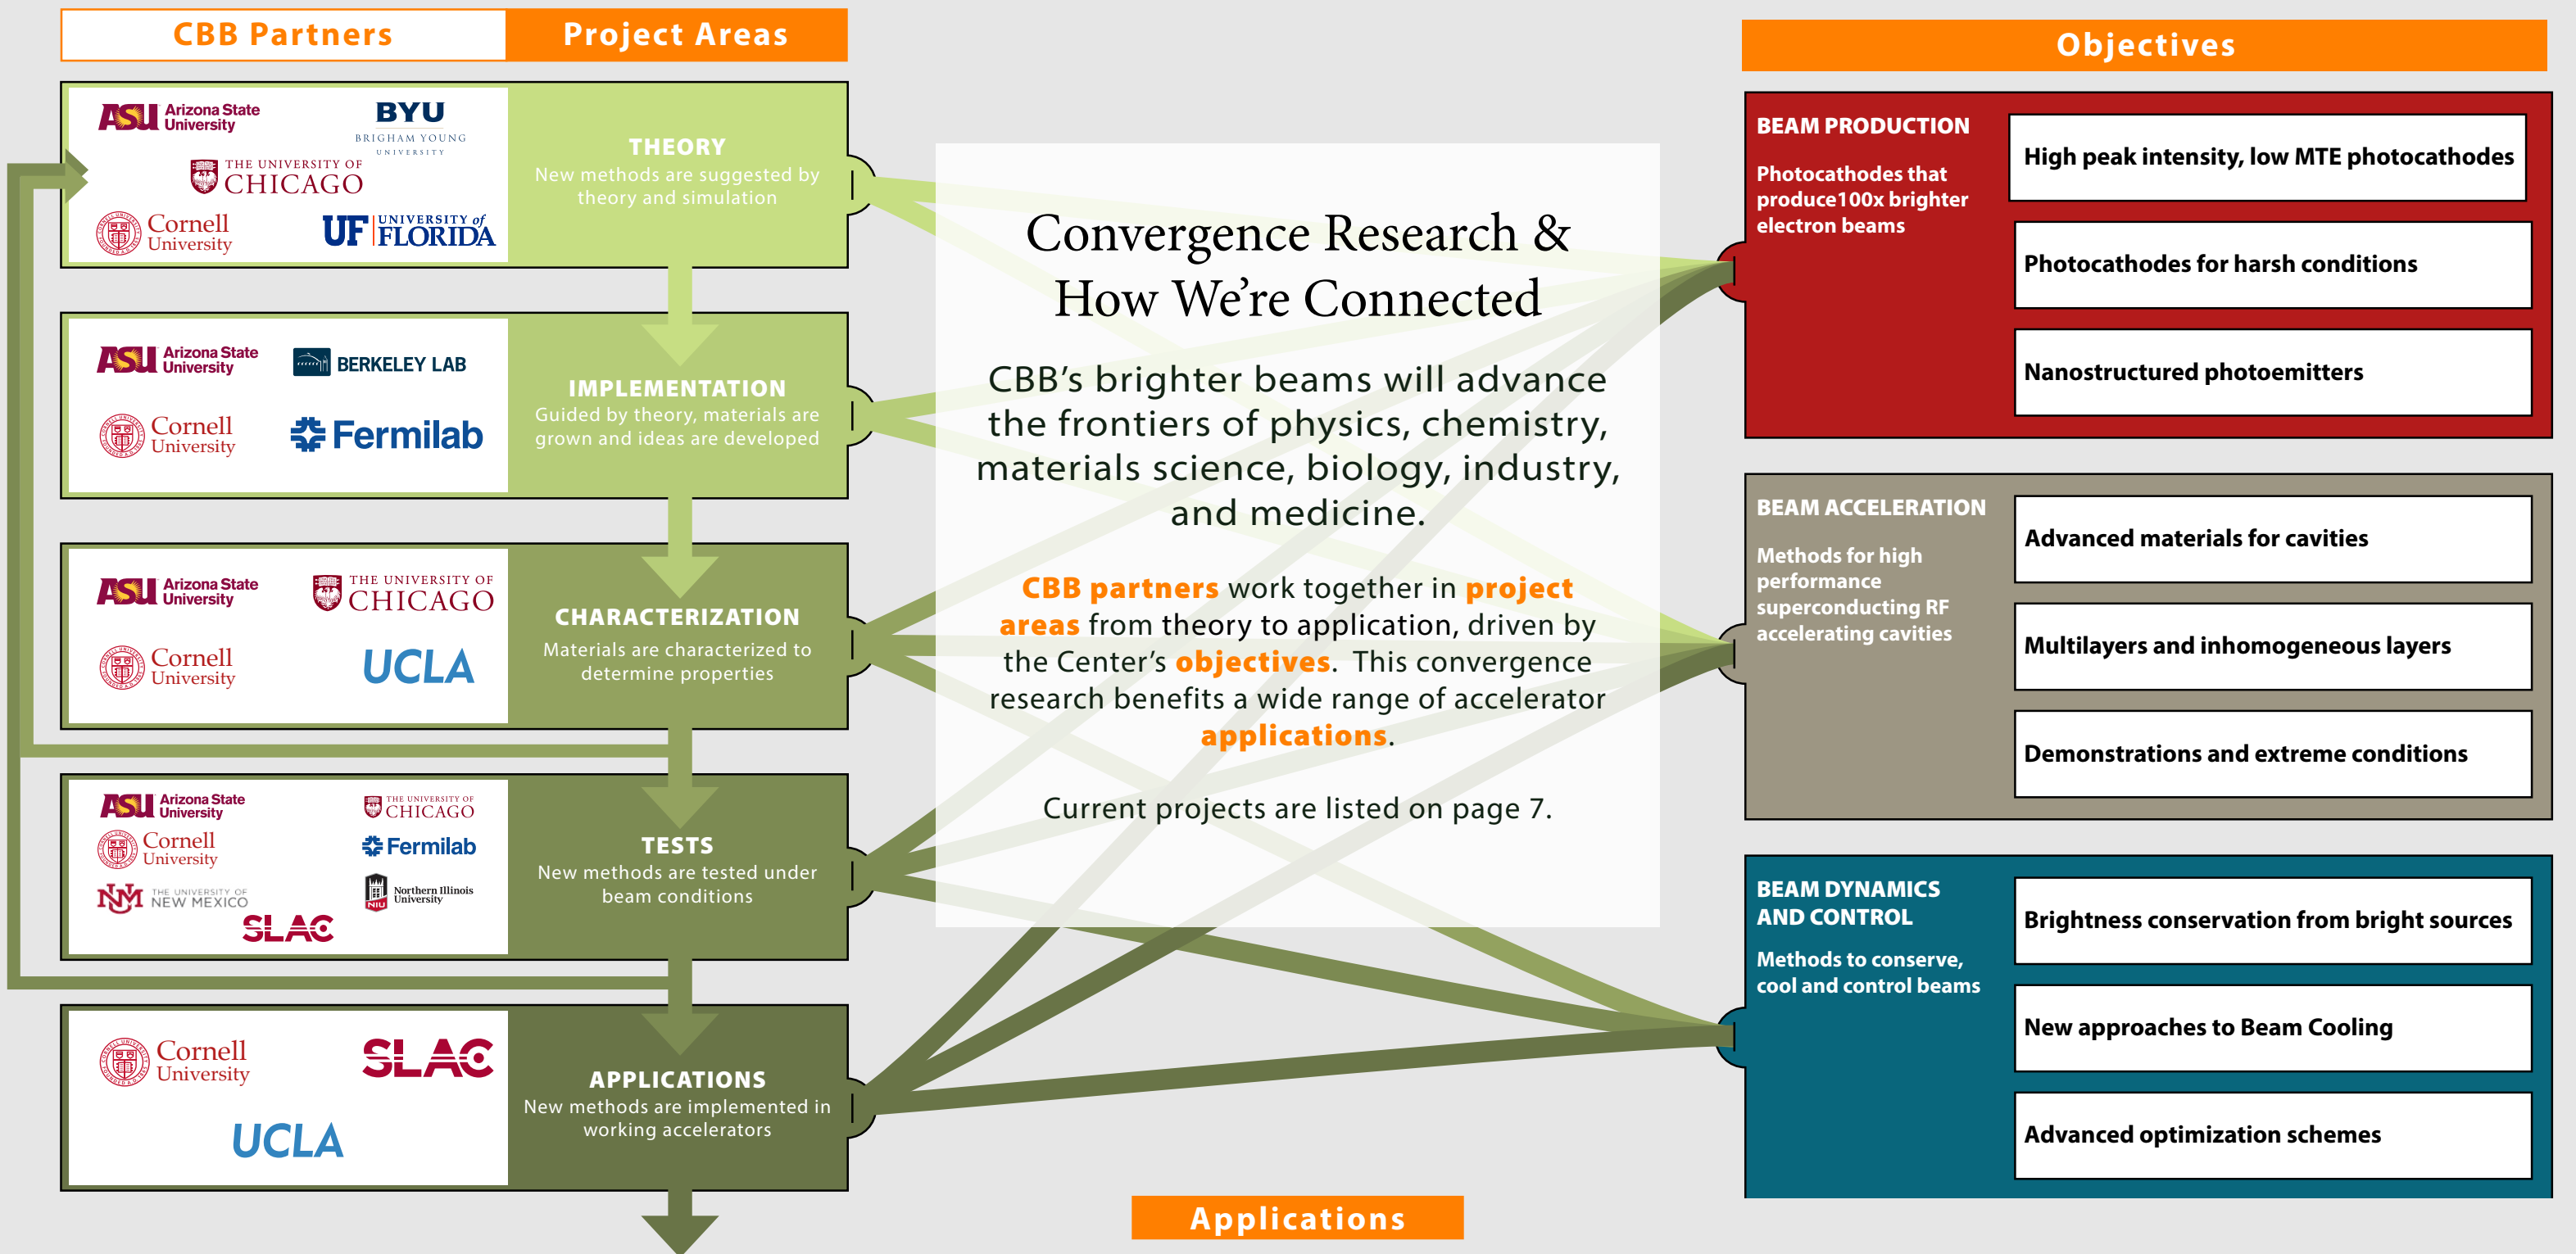 CBB Partners
Project Areas
ASU Arizona State
University
BYU
BRIGHAM YOUNG
UNIVERSITY
THE UNIVERSITY OF
CHICAGO
Cornell
University
UF UNIVERSITY of
FLORIDA
THEORY
New methods are suggested by
theory and simulation
ASU Arizona State
University
BERKELEY LAB
Cornell
University
Fermilab
IMPLEMENTATION
Guided by theory, materials are
grown and ideas are developed
ASU Arizona State
University
THE UNIVERSITY OF
CHICAGO
Cornell
University
UCLA
CHARACTERIZATION
Materials are characterized to
determine properties
ASU Arizona State
University
THE UNIVERSITY OF
CHICAGO
Cornell
University
Fermilab
NM THE UNIVERSITY OF
NEW MEXICO
NIU
Northern Illinois
University
SLAC
TESTS
New methods are tested under
beam conditions
Cornell
University
SLAC
UCLA
APPLICATIONS
New methods are implemented in
working accelerators
Convergence Research &
How We’re Connected
CBB’s brighter beams will advance
the frontiers of physics, chemistry,
materials science, biology, industry,
and medicine.
CBB partners work together in project
areas from theory to application, driven by
the Center’s objectives. This convergence
research benefits a wide range of accelerator
applications.
Current projects are listed on page 7.
Applications
Objectives
BEAM PRODUCTION
Photocathodes that
produce100x brighter
electron beams
High peak intensity, low MTE photocathodes
Photocathodes for harsh conditions
Nanostructured photoemitters
BEAM ACCELERATION
Methods for high
performance
superconducting RF
accelerating cavities
Advanced materials for cavities
Multilayers and inhomogeneous layers
Demonstrations and extreme conditions
BEAM DYNAMICS
AND CONTROL
Methods to conserve,
cool and control beams
Brightness conservation from bright sources
New approaches to Beam Cooling
Advanced optimization schemes